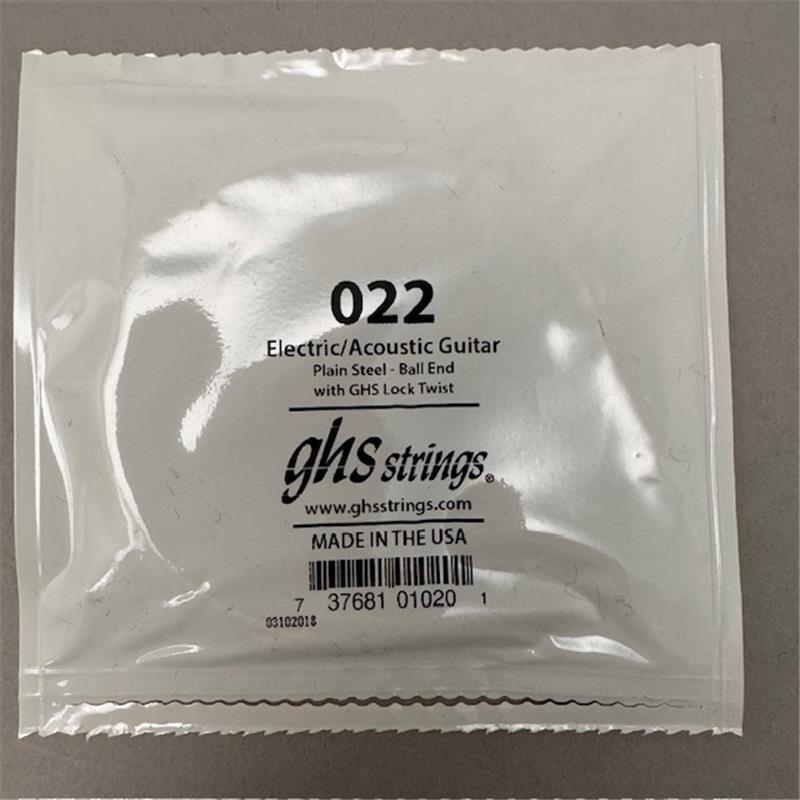 022
Electric/Acoustic Guitar
Plain Steel - Ball End
with GHS Lock Twist
ghs strings®
www.ghsstrings.com
MADE IN THE USA
7 37681 01020 1
03102018